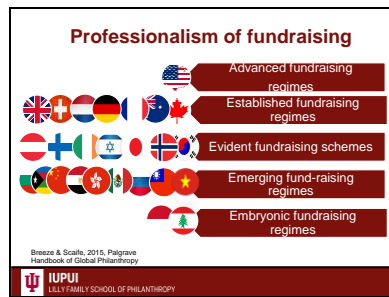 Professionalism of fundraising
Advanced fundraising
regimes
Established fundraising
regimes
Evident fundraising schemes
Emerging fund-raising
regimes
Embryonic fundraising
regimes
Breeze & Scaife, 2015, Palgrave
Handbook of Global Philanthropy
IUPUI
LILLY FAMILY SCHOOL OF PHILANTHROPY